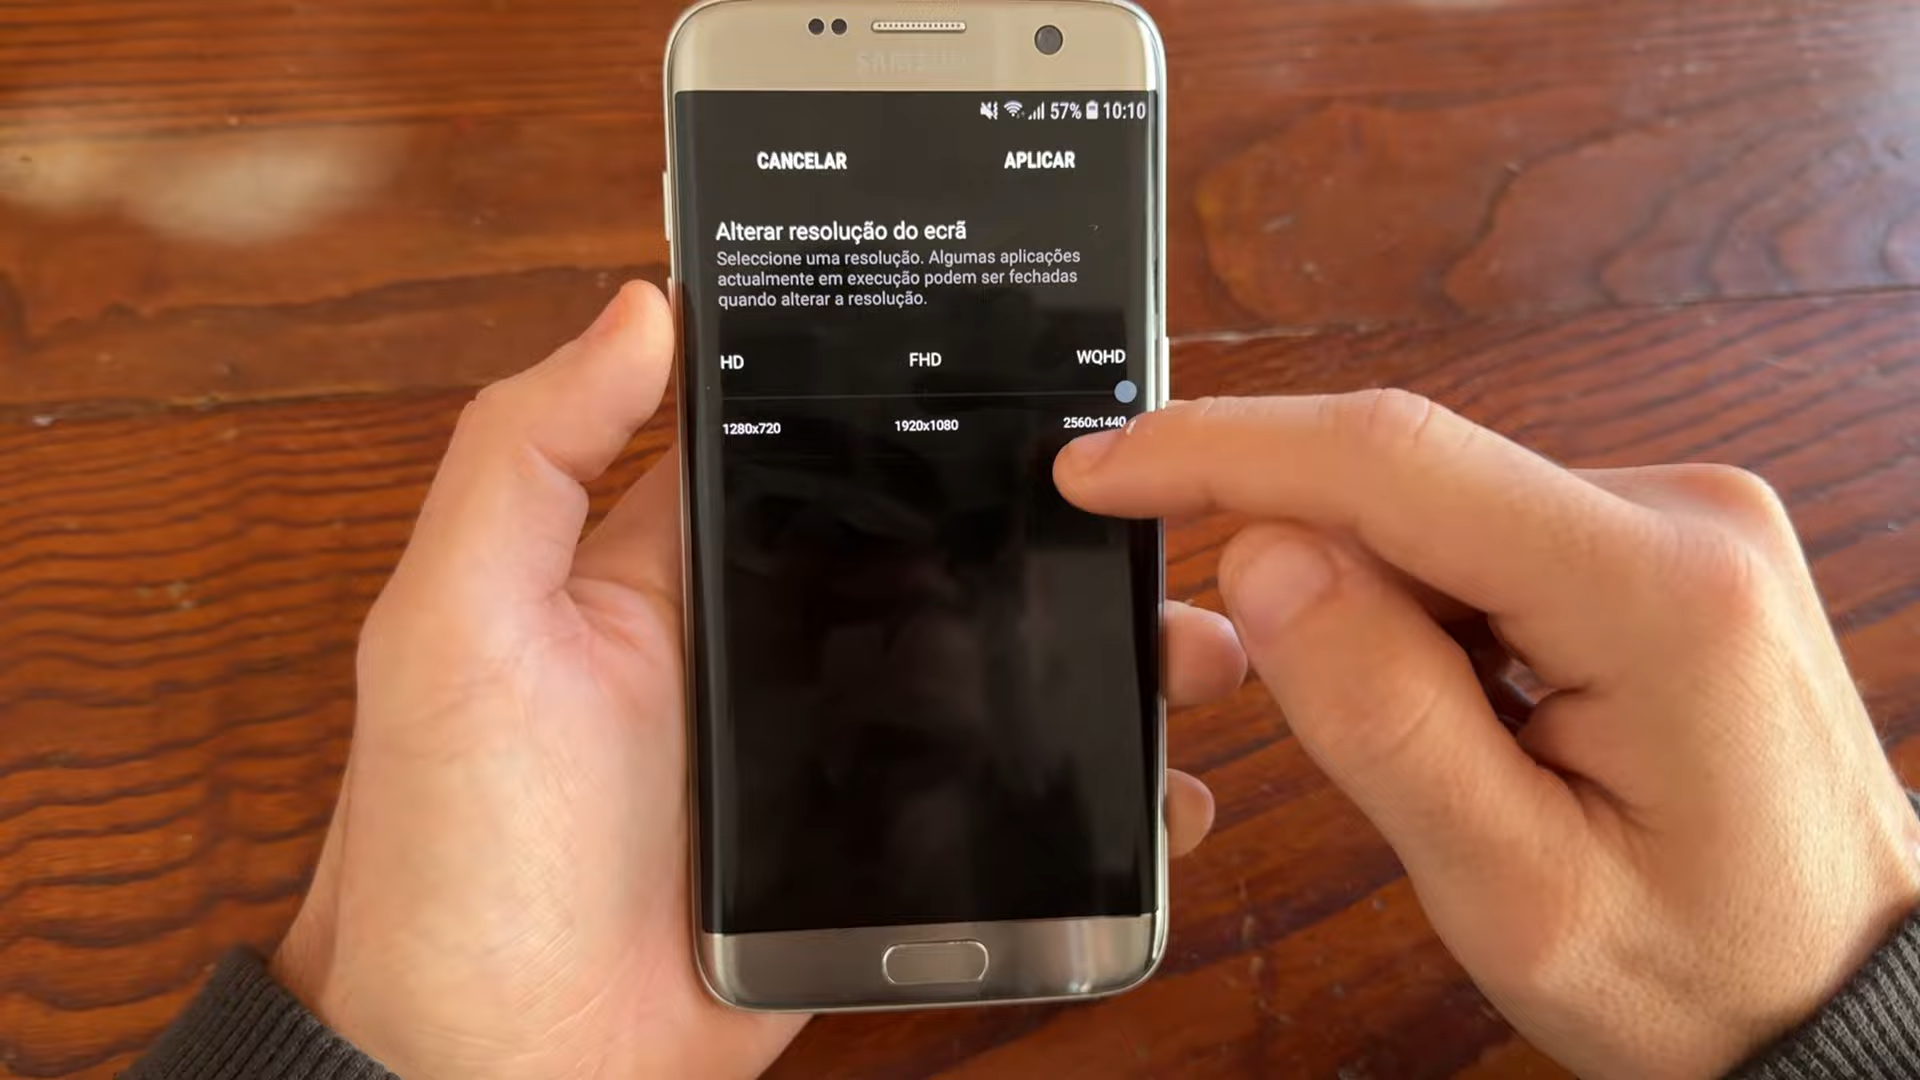 SAMSUNG
57% 10:10
CANCELAR APLICAR
Alterar resolução do ecrã
Seleccione uma resolução. Algumas aplicações
actualmente em execução podem ser fechadas
quando alterar a resolução.
HD FHD WQHD
1280x720 1920x1080 2560x1440